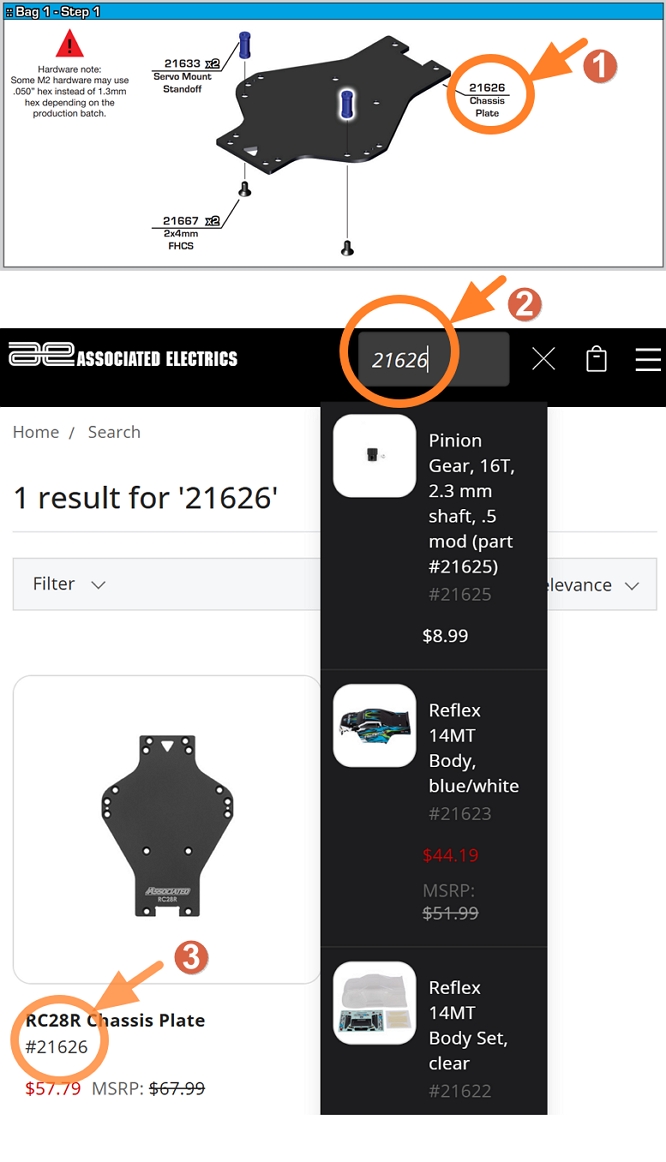 :: Bag 1 - Step 1
Hardware note:
Some M2 hardware may use
.050" hex instead of 1.3mm
hex depending on the
production batch.
21633 x2
Servo Mount
Standoff
21626
Chassis
Plate
1
21667 x2
2x4mm
FHCS
2
ae ASSOCIATED ELECTRICS
21626
Home / Search
1 result for '21626'
Filter
elevance
Pinion
Gear, 16T,
2.3 mm
shaft, .5
mod (part
#21625)
#21625
$8.99
Reflex
14MT
Body,
blue/white
#21623
$44.19
MSRP:
$51.99
Reflex
14MT
Body Set,
clear
#21622
ASSOCIATED
RC28R
3
RC28R Chassis Plate
#21626
$57.79 MSRP: $67.99